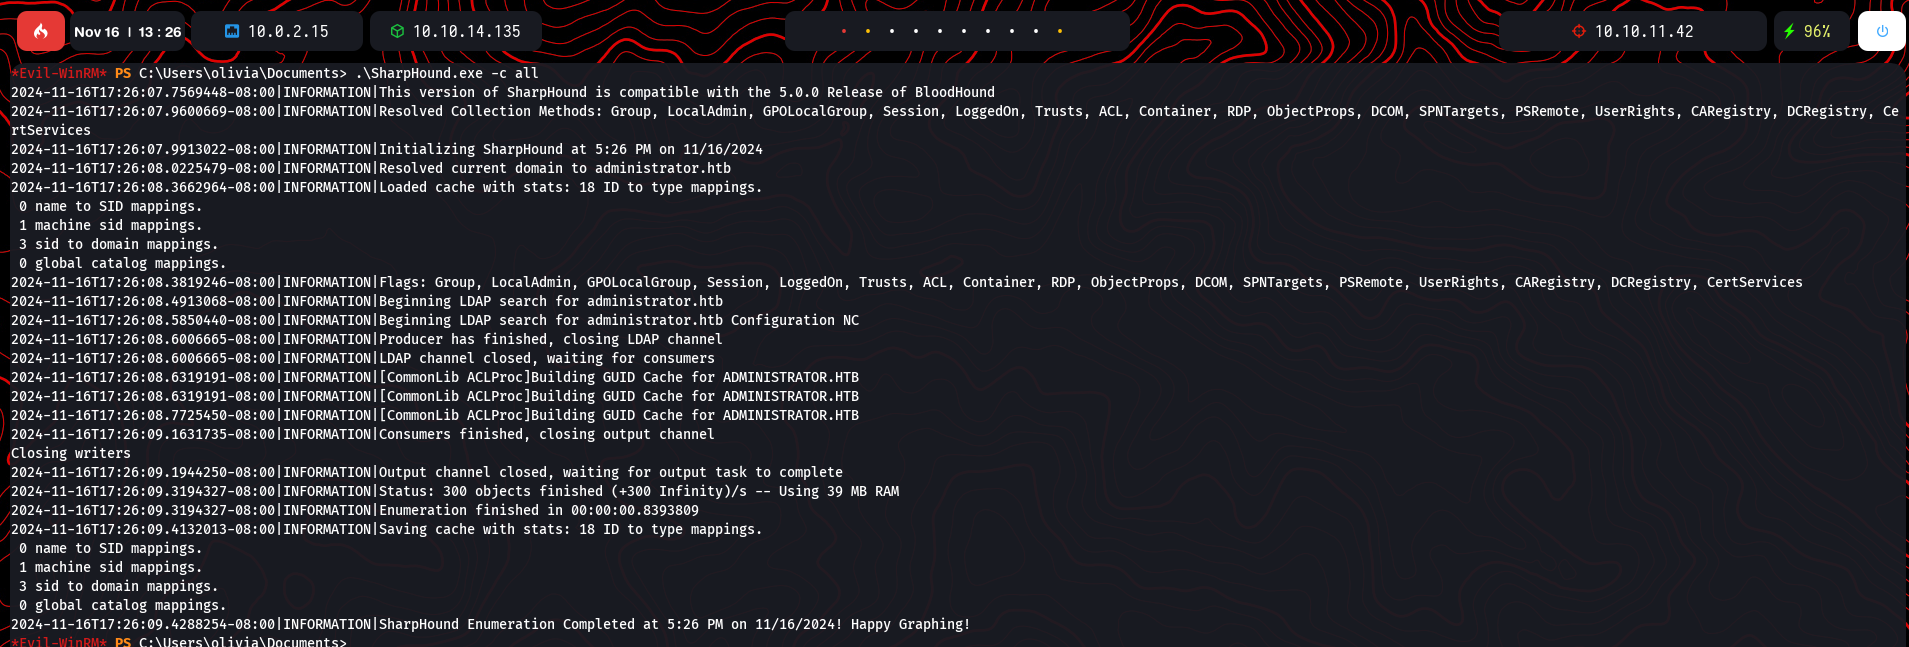 Nov 16 | 13 : 26 10.0.2.15 10.10.14.135 10.10.11.42 96%
*Evil-WinRM* PS C:\Users\olivia\Documents> .\SharpHound.exe -c all
2024-11-16T17:26:07.7569448-08:00|INFORMATION|This version of SharpHound is compatible with the 5.0.0 Release of BloodHound
2024-11-16T17:26:07.9600669-08:00|INFORMATION|Resolved Collection Methods: Group, LocalAdmin, GPOLocalGroup, Session, LoggedOn, Trusts, ACL, Container, RDP, ObjectProps, DCOM, SPNTargets, PSRemote, UserRights, CARegistry, DCRegistry, Ce
rtServices
2024-11-16T17:26:07.9913022-08:00|INFORMATION|Initializing SharpHound at 5:26 PM on 11/16/2024
2024-11-16T17:26:08.0225479-08:00|INFORMATION|Resolved current domain to administrator.htb
2024-11-16T17:26:08.3662964-08:00|INFORMATION|Loaded cache with stats: 18 ID to type mappings.
0 name to SID mappings.
1 machine sid mappings.
3 sid to domain mappings.
0 global catalog mappings.
2024-11-16T17:26:08.3819246-08:00|INFORMATION|Flags: Group, LocalAdmin, GPOLocalGroup, Session, LoggedOn, Trusts, ACL, Container, RDP, ObjectProps, DCOM, SPNTargets, PSRemote, UserRights, CARegistry, DCRegistry, CertServices
2024-11-16T17:26:08.4913068-08:00|INFORMATION|Beginning LDAP search for administrator.htb
2024-11-16T17:26:08.5850440-08:00|INFORMATION|Beginning LDAP search for administrator.htb Configuration NC
2024-11-16T17:26:08.6006665-08:00|INFORMATION|Producer has finished, closing LDAP channel
2024-11-16T17:26:08.6006665-08:00|INFORMATION|LDAP channel closed, waiting for consumers
2024-11-16T17:26:08.6319191-08:00|INFORMATION|[CommonLib ACLProc]Building GUID Cache for ADMINISTRATOR.HTB
2024-11-16T17:26:08.6319191-08:00|INFORMATION|[CommonLib ACLProc]Building GUID Cache for ADMINISTRATOR.HTB
2024-11-16T17:26:08.7725450-08:00|INFORMATION|[CommonLib ACLProc]Building GUID Cache for ADMINISTRATOR.HTB
2024-11-16T17:26:09.1631735-08:00|INFORMATION|Consumers finished, closing output channel
Closing writers
2024-11-16T17:26:09.1944250-08:00|INFORMATION|Output channel closed, waiting for output task to complete
2024-11-16T17:26:09.3194327-08:00|INFORMATION|Status: 300 objects finished (+300 Infinity)/s -- Using 39 MB RAM
2024-11-16T17:26:09.3194327-08:00|INFORMATION|Enumeration finished in 00:00:00.8393809
2024-11-16T17:26:09.4132013-08:00|INFORMATION|Saving cache with stats: 18 ID to type mappings.
0 name to SID mappings.
1 machine sid mappings.
3 sid to domain mappings.
0 global catalog mappings.
2024-11-16T17:26:09.4288254-08:00|INFORMATION|SharpHound Enumeration Completed at 5:26 PM on 11/16/2024! Happy Graphing!
*Evil-WinRM* PS C:\Users\olivia\Documents>